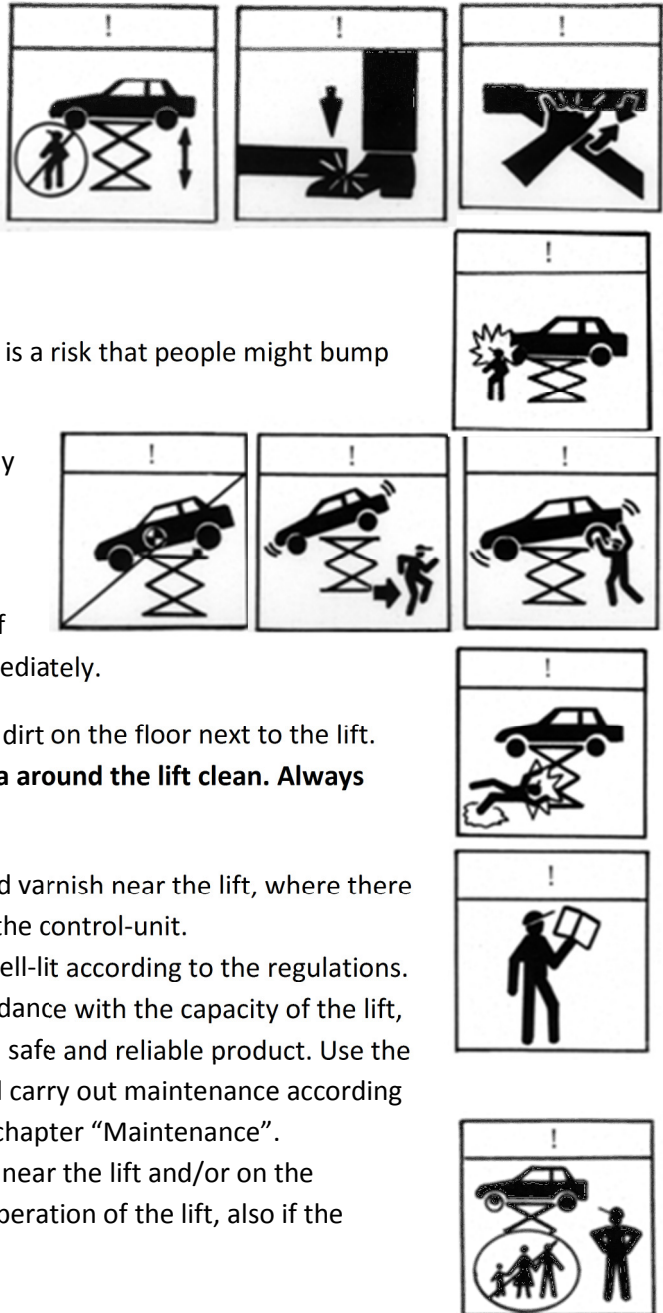 ! ! !
!
is a risk that people might bump
y
! ! !
f
ediately.
!
dirt on the floor next to the lift.
a around the lift clean. Always
!
d varnish near the lift, where there
the control-unit.
ell-lit according to the regulations.
dance with the capacity of the lift,
safe and reliable product. Use the
d carry out maintenance according
chapter “Maintenance”.
!
near the lift and/or on the
peration of the lift, also if the